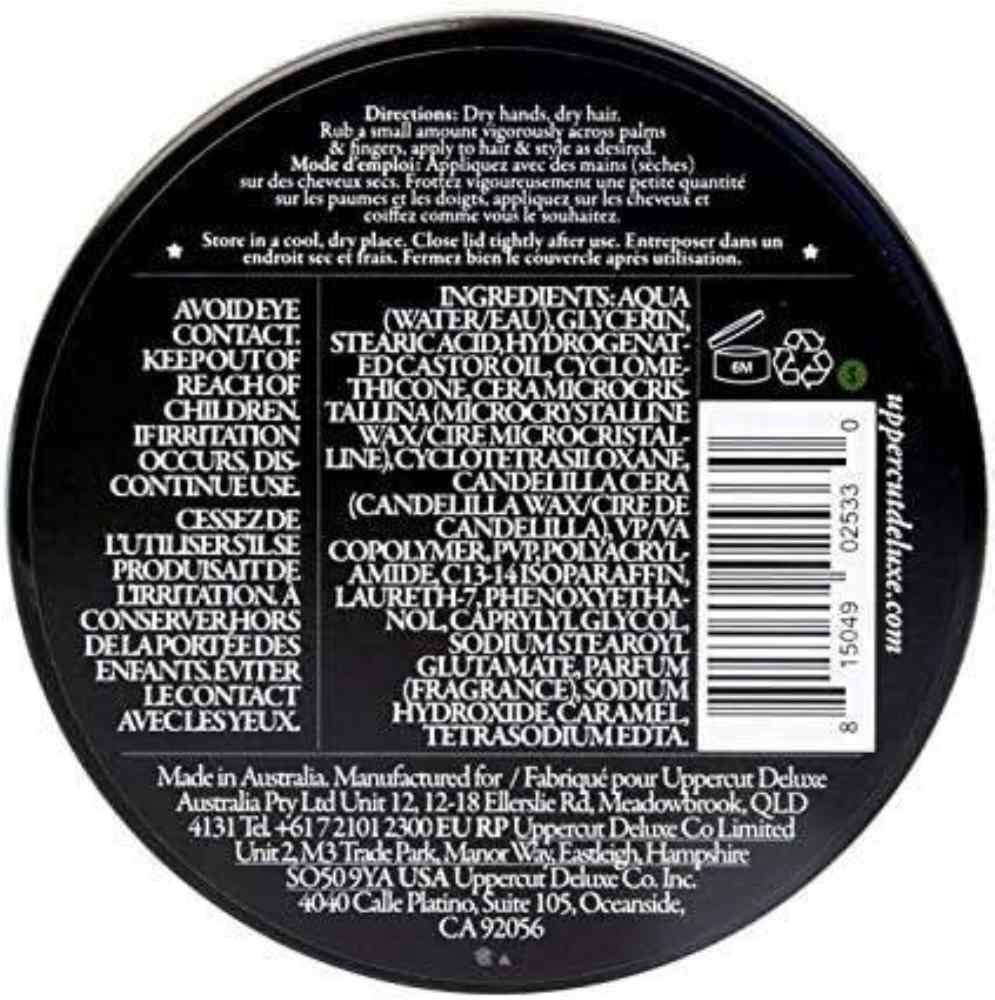 Directions: Dry hands, dry hair.
Rub a small amount vigorously across palms
& fingers, apply to hair & style as desired.
Mode d'emploi: Appliquez avec des mains (sèches)
sur des cheveux secs. Frottez vigoureusement une petite quantité
sur les paumes et les doigts, appliquez sur les cheveux et
coiffez comme vous le souhaitez.
Store in a cool, dry place. Close lid tightly after use. Entreposer dans un
endroit sec et frais. Fermez bien le couvercle après utilisation.
AVOID EYE
CONTACT.
KEEP OUT OF
REACH OF
CHILDREN.
IF IRRITATION
OCCURS, DIS-
CONTINUE USE.
CESSEZ DE
L'UTILISER S'IL SE
PRODUISAIT DE
L'IRRITATION. À
CONSERVER HORS
DE LA PORTÉE DES
ENFANTS. ÉVITER
LE CONTACT
AVEC LES YEUX.
INGREDIENTS: AQUA
(WATER/EAU), GLYCERIN,
STEARIC ACID, HYDROGENAT-
ED CASTOR OIL, CYCLOME-
THICONE, CERA MICROCRIS-
TALLINA (MICROCRYSTALLINE
WAX/CIRE MICROCRISTAL-
LINE), CYCLOTETRASILOXANE,
CANDELILLA CERA
(CANDELILLA WAX/CIRE DE
CANDELILLA), VP/VA
COPOLYMER, PVP, POLYACRYL-
AMIDE, C13-14 ISOPARAFFIN,
LAURETH-7, PHENOXYETHA-
NOL, CAPRYLYL GLYCOL,
SODIUM STEAROYL
GLUTAMATE, PARFUM
(FRAGRANCE), SODIUM
HYDROXIDE, CARAMEL,
TETRASODIUM EDTA.
6M
8 15049 02533 0
uppercutdeluxe.com
Made in Australia. Manufactured for / Fabriqué pour Uppercut Deluxe
Australia Pty Ltd Unit 12, 12-18 Ellerslie Rd, Meadowbrook, QLD
4131 Tel. +61 7 2101 2300 EU RP Uppercut Deluxe Co Limited
Unit 2, M3 Trade Park, Manor Way, Eastleigh, Hampshire
SO50 9YA USA Uppercut Deluxe Co. Inc.
4040 Calle Platino, Suite 105, Oceanside,
CA 92056